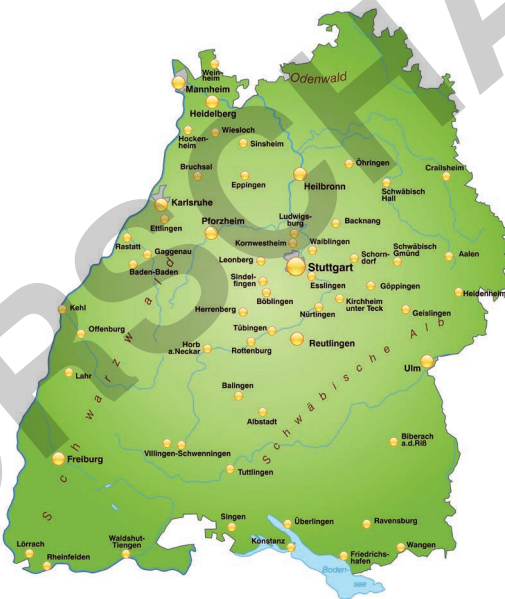 Wein-
heim
Odenwald
Mannheim
Heidelberg
Hocken-
heim
Wiesloch
Sinsheim
Öhringen
Crailsheim
Bruchsal
Eppingen
Heilbronn
Schwäbisch
Hall
Karlsruhe
Ettlingen
Pforzheim
Ludwigs-
burg
Backnang
Rastatt
Gaggenau
Kornwestheim
Waiblingen
Schorn-
dorf
Schwäbisch
Gmünd
Aalen
Baden-Baden
Leonberg
Stuttgart
Sindel-
fingen
Esslingen
Göppingen
Heidenheim
Böblingen
Kirchheim
unter Teck
Kehl
Herrenberg
Nürtingen
Geislingen
Offenburg
Tübingen
Horb
a.Neckar
Rottenburg
Reutlingen
Ulm
Lahr
Schwarzwald
Schwäbische Alb
Balingen
Albstadt
Biberach
a.d.Riß
Villingen-Schwenningen
Freiburg
Tuttlingen
Singen
Überlingen
Ravensburg
Lörrach
Rheinfelden
Waldshut-
Tiengen
Konstanz
Friedrichs-
hafen
Wangen
Boden-
see